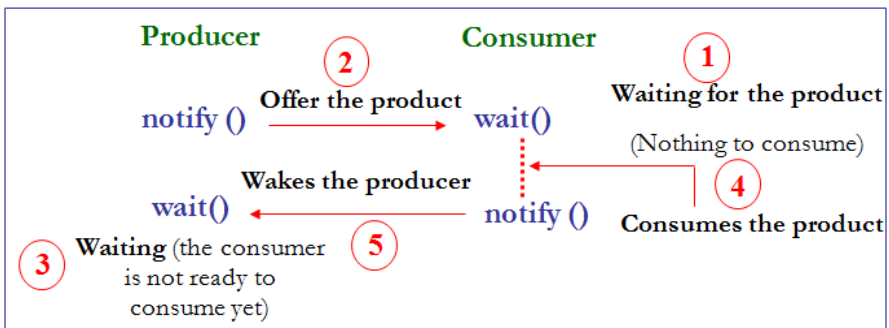 Producer
Consumer
1
2
Offer the product
Waiting for the product
notify ()
wait()
(Nothing to consume)
Wakes the producer
4
wait()
notify ()
Consumes the product
3
Waiting (the consumer
5
is not ready to
consume yet)